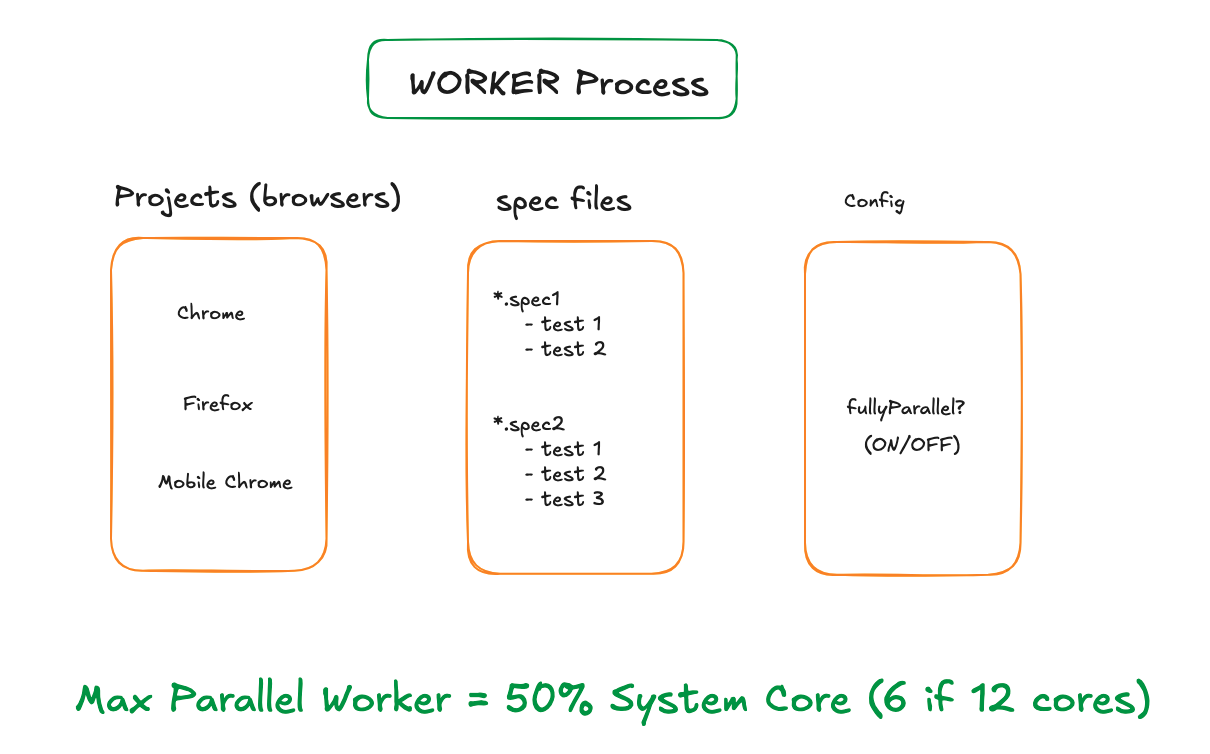 WORKER Process
Projects (browsers)
Chrome
Firefox
Mobile Chrome
spec files
*.spec1
- test 1
- test 2
*.spec2
- test 1
- test 2
- test 3
Config
fullyParallel?
(ON/OFF)
Max Parallel Worker = 50% System Core (6 if 12 cores)